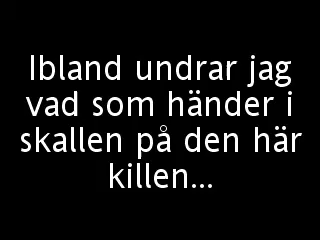 Ibland undrar jag
vad som händer i
skallen på den här
killen...